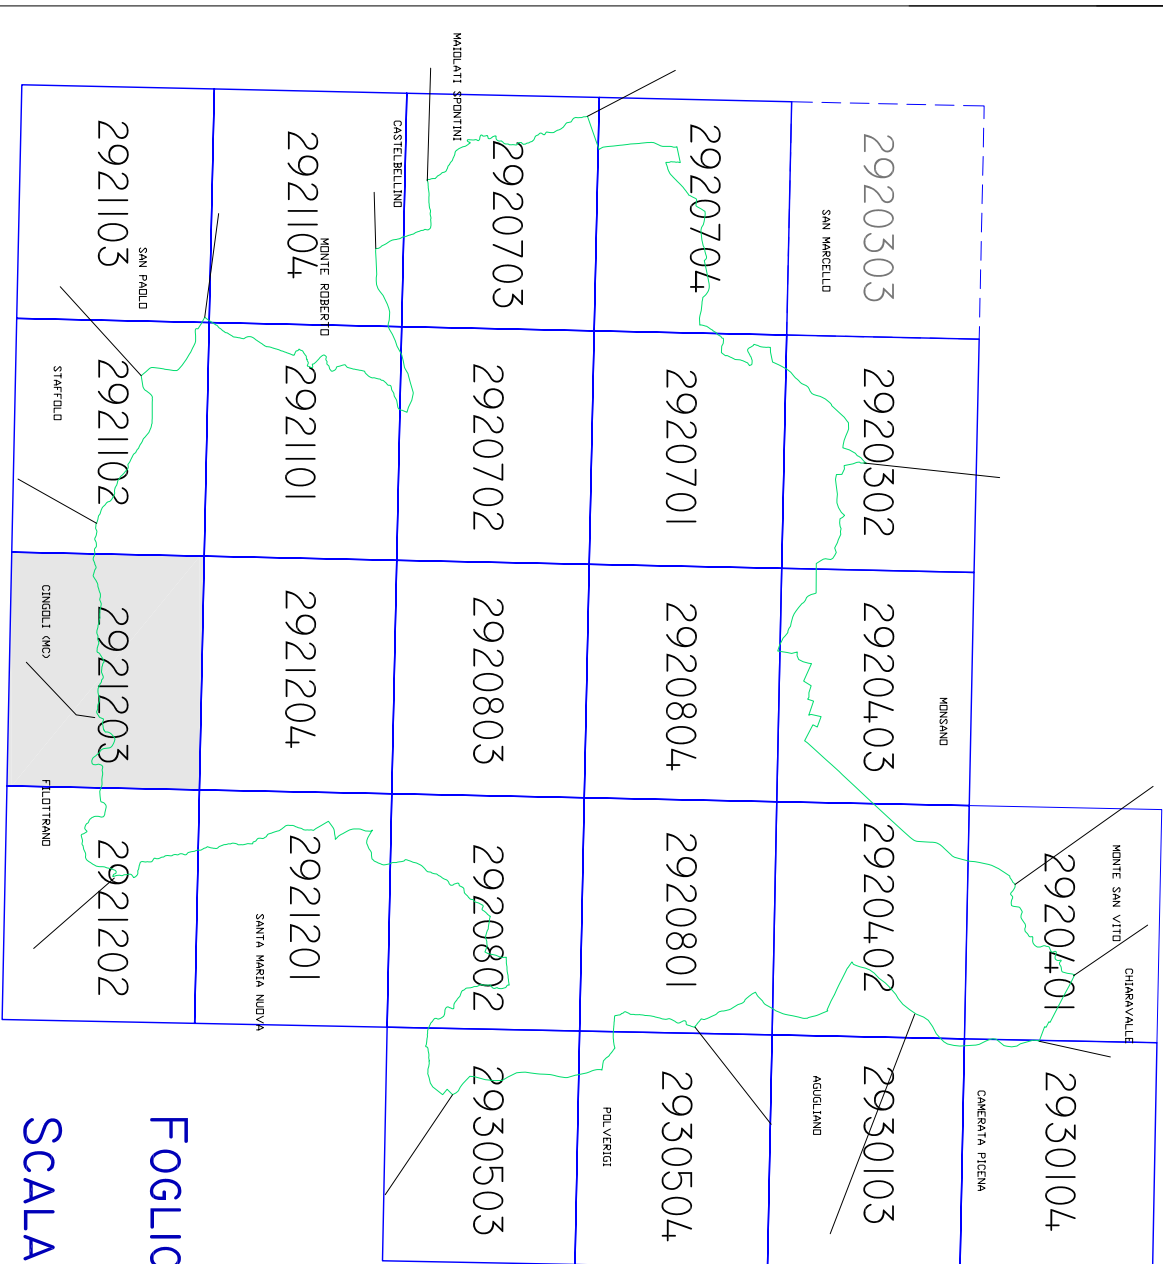 CHIARAVALLE
MONTE SAN VITO
2920401
2930104
CAMERATA PICENA
MONSANO
2920303
2920302
2920403
2920402
2930103
SAN MARCELLO
AGUGLIANO
2920704
2920701
2920804
2920801
2930504
POLVERIGI
2920703
2920702
2920803
2920802
2930503
MAIOLATI SPONTINI
CASTELBELLINO
MONTE ROBERTO
2921104
2921101
2921204
2921201
SANTA MARIA NUOVA
SAN PAOLO
2921103
2921102
2921203
2921202
STAFFOLO
CINGOLI (MC)
FILOTTRANO
FOGLIO
SCALA